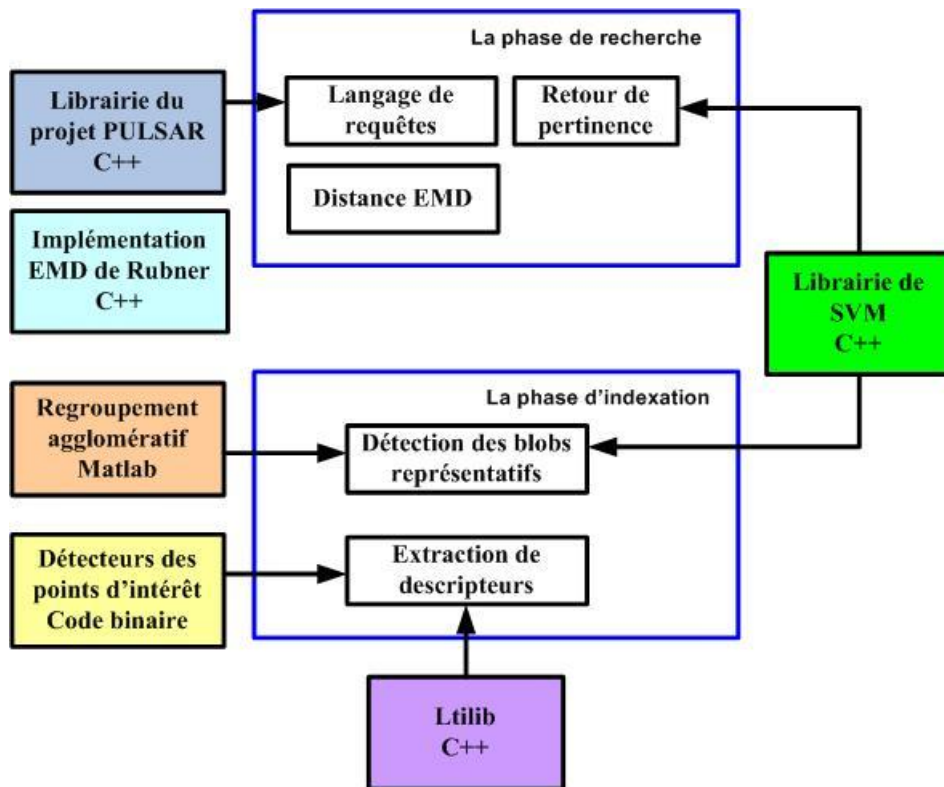 La phase de recherche
Librairie du
projet PULSAR
C++
Langage de
requêtes
Retour de
pertinence
Distance EMD
Implémentation
EMD de Rubner
C++
Librairie de
SVM
C++
La phase d'indexation
Regroupement
agglomératif
Matlab
Détection des blobs
représentatifs
Détecteurs des
points d'intérêt
Code binaire
Extraction de
descripteurs
Ltilib
C++